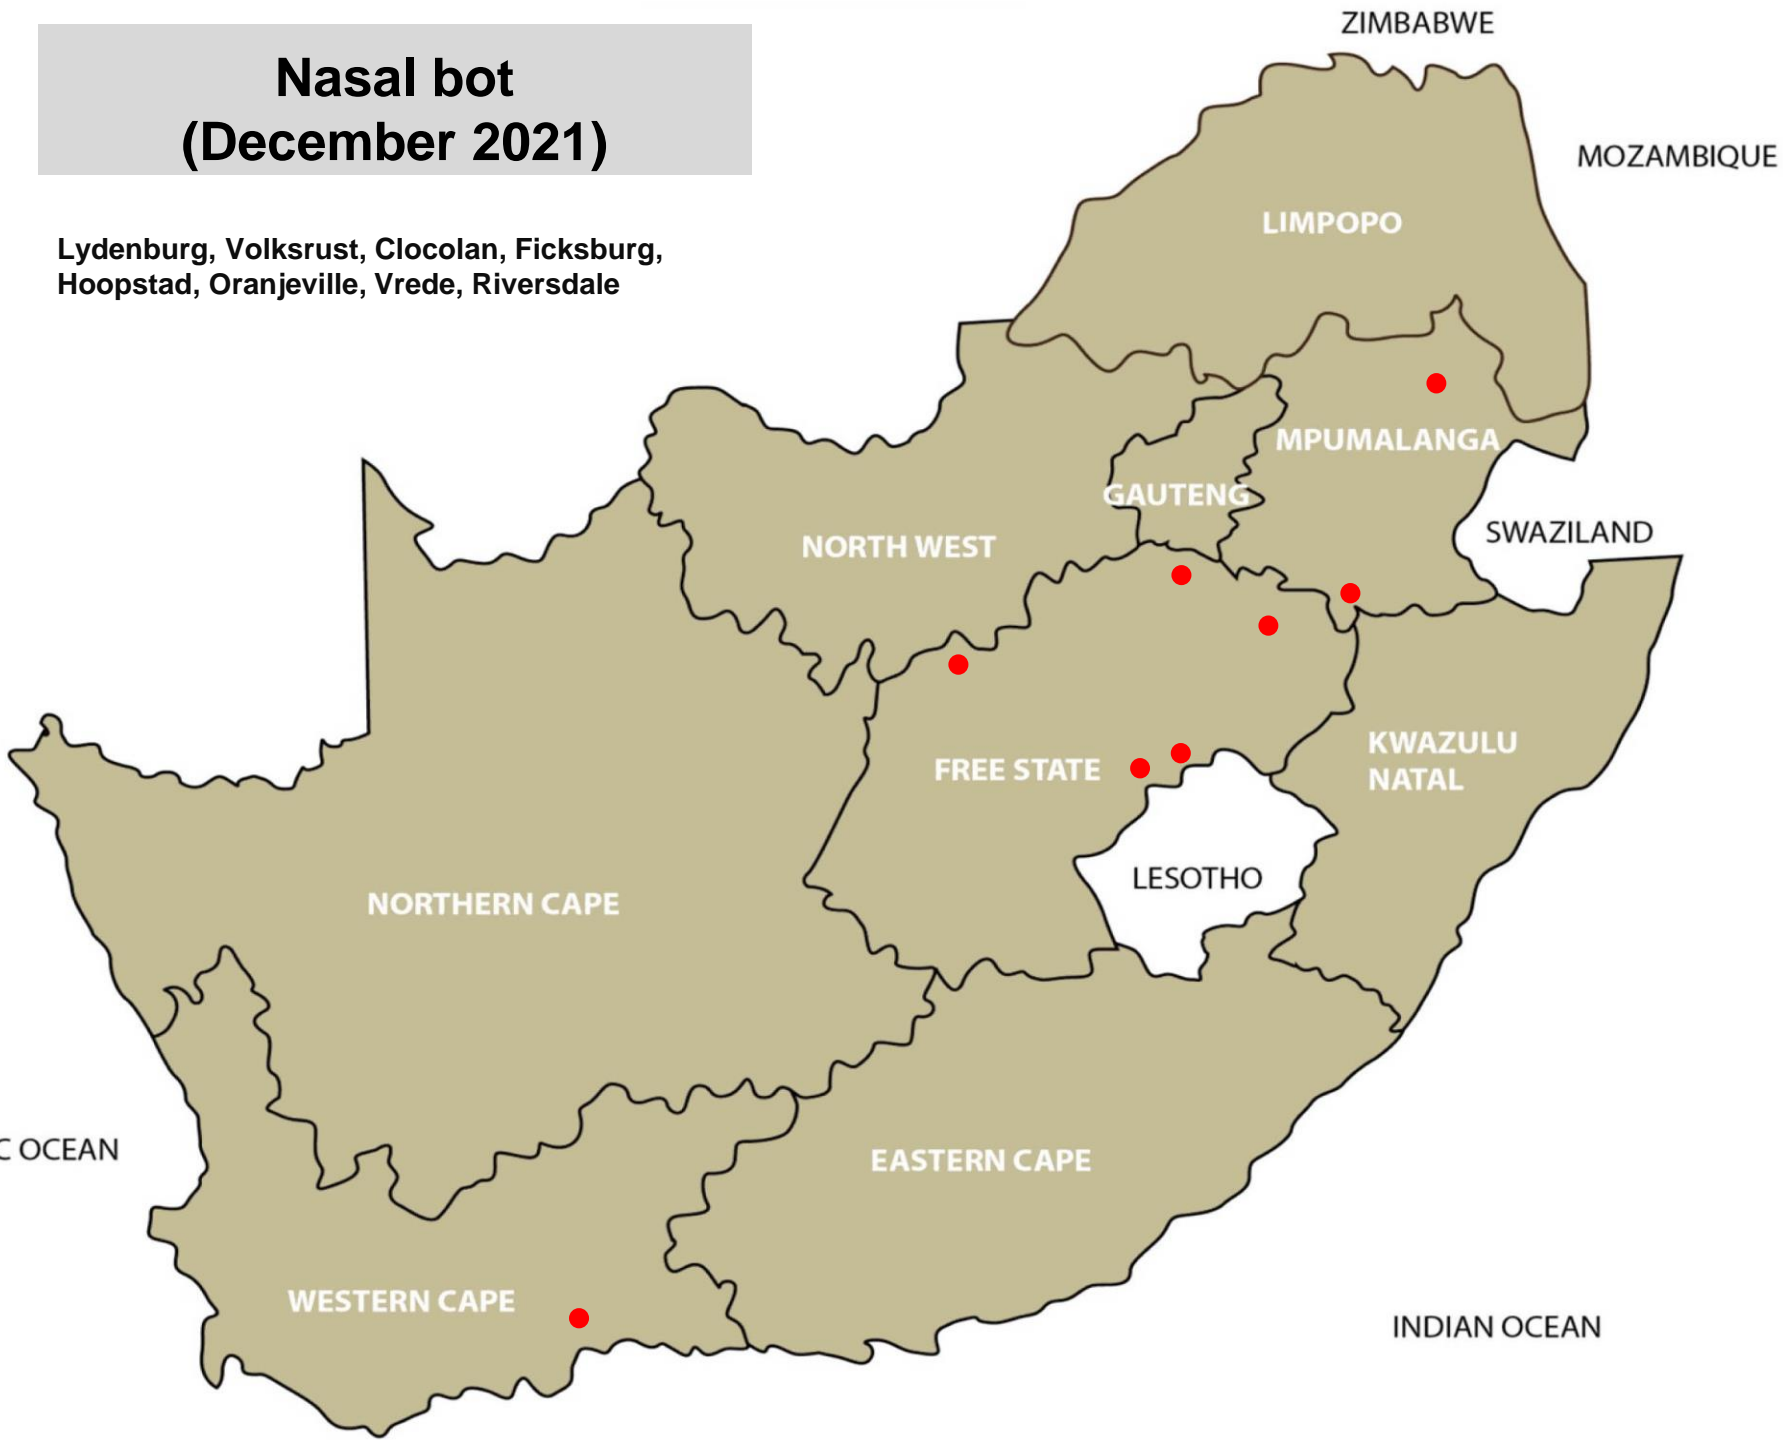 Nasal bot
(December 2021)
Lydenburg, Volksrust, Clocolan, Ficksburg,
Hoopstad, Oranjeville, Vrede, Riversdale
ZIMBABWE
MOZAMBIQUE
LIMPOPO
MPUMALANGA
GAUTENG
SWAZILAND
NORTH WEST
KWAZULU
NATAL
FREE STATE
LESOTHO
NORTHERN CAPE
C OCEAN
EASTERN CAPE
WESTERN CAPE
INDIAN OCEAN